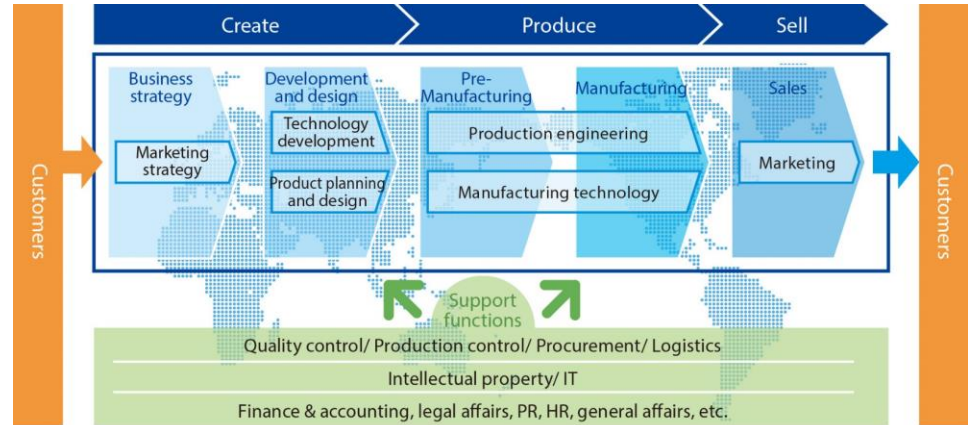 Create
Produce
Sell
Customers
Business
strategy
Marketing
strategy
Development
and design
Technology
development
Product planning
and design
Pre-
Manufacturing
Manufacturing
Production engineering
Manufacturing technology
Sales
Marketing
Customers
Support
functions
Quality control/ Production control/ Procurement/ Logistics
Intellectual property/ IT
Finance & accounting, legal affairs, PR, HR, general affairs, etc.